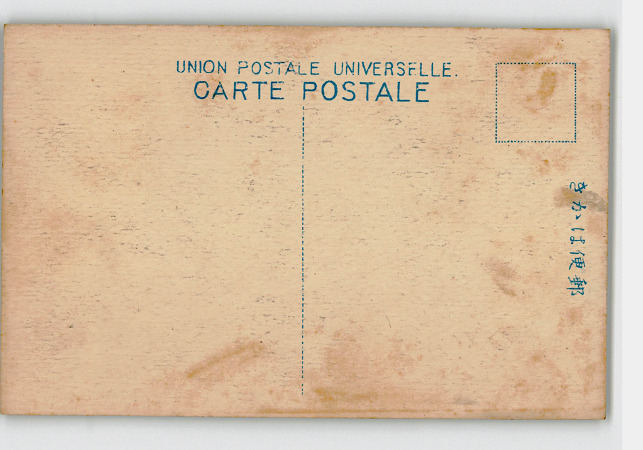 UNION POSTALE UNIVERSELLE.
CARTE POSTALE
郵便はかき